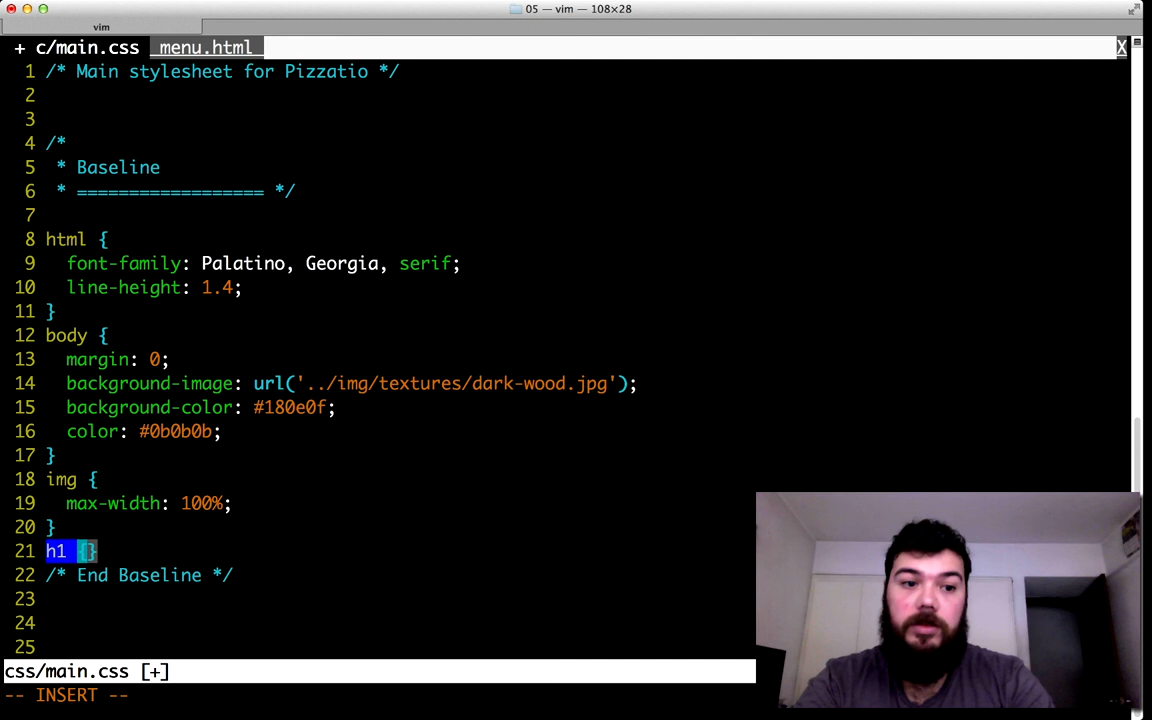 05 — vim — 108×28
vim
+ c/main.css menu.html X
1 /* Main stylesheet for Pizzatio */
2
3
4 /*
5  * Baseline
6  * ================== */
7
8 html {
9   font-family: Palatino, Georgia, serif;
10   line-height: 1.4;
11 }
12 body {
13   margin: 0;
14   background-image: url('../img/textures/dark-wood.jpg');
15   background-color: #180e0f;
16   color: #0b0b0b;
17 }
18 img {
19   max-width: 100%;
20 }
21 h1 {}
22 /* End Baseline */
23
24
25
css/main.css [+]
-- INSERT --